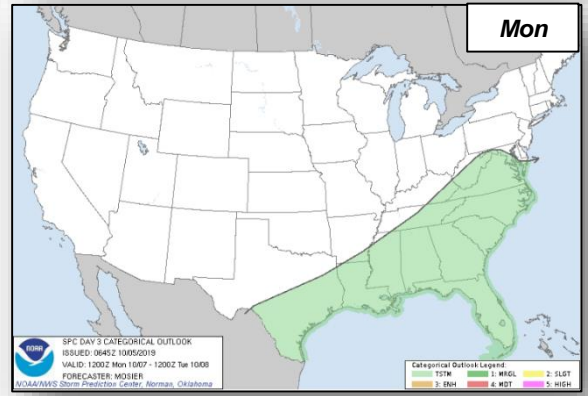 Mon
NOAA
SPC DAY 3 CATEGORICAL OUTLOOK
ISSUED: 0645Z 10/05/2019
VALID: 1200Z Mon 10/07 - 1200Z Tue 10/08
FORECASTER: MOSIER
NOAA/NWS Storm Prediction Center, Norman, Oklahoma
Categorical Outlook Legend:
TSTM 1: MRGL 2: SLGT
3: ENH 4: MDT 5: HIGH